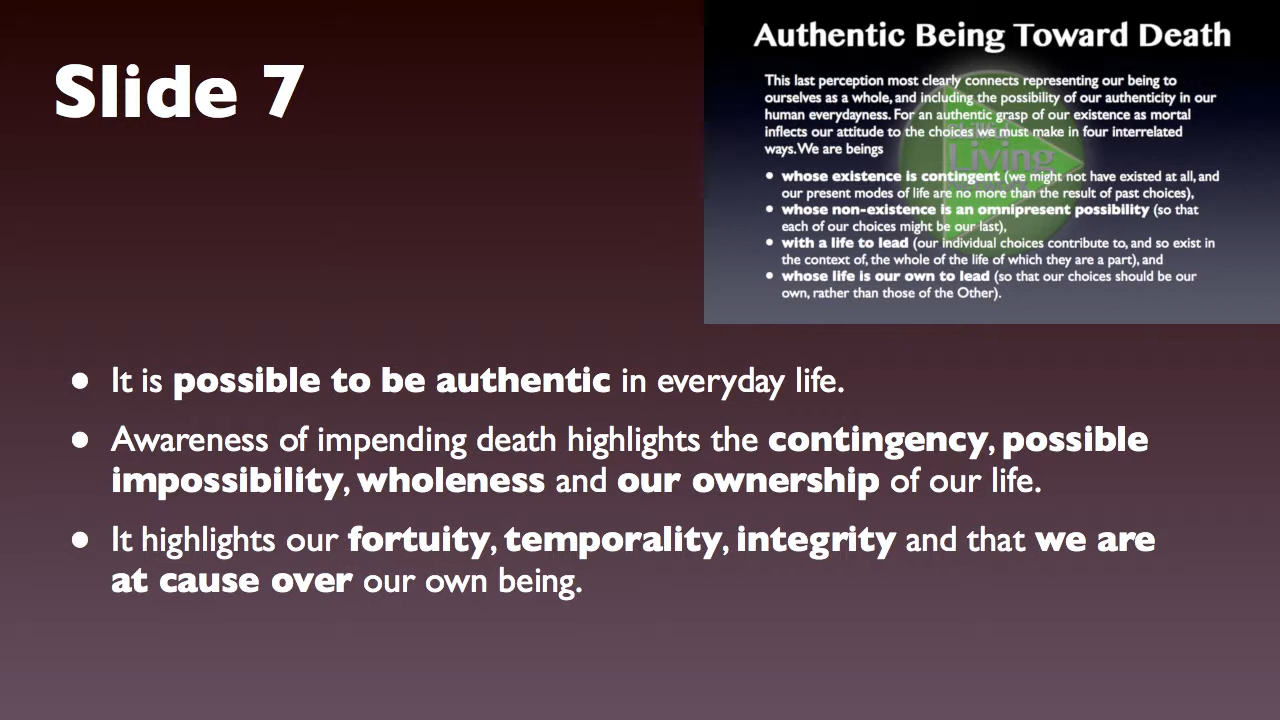 Slide 7
Authentic Being Toward Death
This last perception most clearly connects representing our being to
ourselves as a whole, and including the possibility of our authenticity in our
human everydayness. For an authentic grasp of our existence as mortal
inflects our attitude to the choices we must make in four interrelated
ways. We are beings
• whose existence is contingent (we might not have existed at all, and
our present modes of life are no more than the result of past choices),
• whose non-existence is an omnipresent possibility (so that
each of our choices might be our last),
• with a life to lead (our individual choices contribute to, and so exist in
the context of, the whole of the life of which they are a part), and
• whose life is our own to lead (so that our choices should be our
own, rather than those of the Other).
Living
• It is possible to be authentic in everyday life.
• Awareness of impending death highlights the contingency, possible
impossibility, wholeness and our ownership of our life.
• It highlights our fortuity, temporality, integrity and that we are
at cause over our own being.